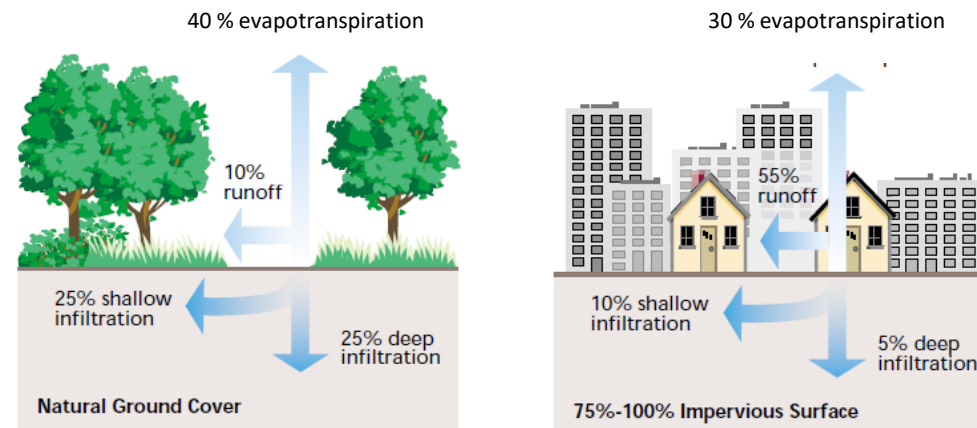 40 % evapotranspiration
10%
runoff
25% shallow
infiltration
25% deep
infiltration
Natural Ground Cover
30 % evapotranspiration
55%
runoff
10% shallow
infiltration
5% deep
infiltration
75%-100% Impervious Surface